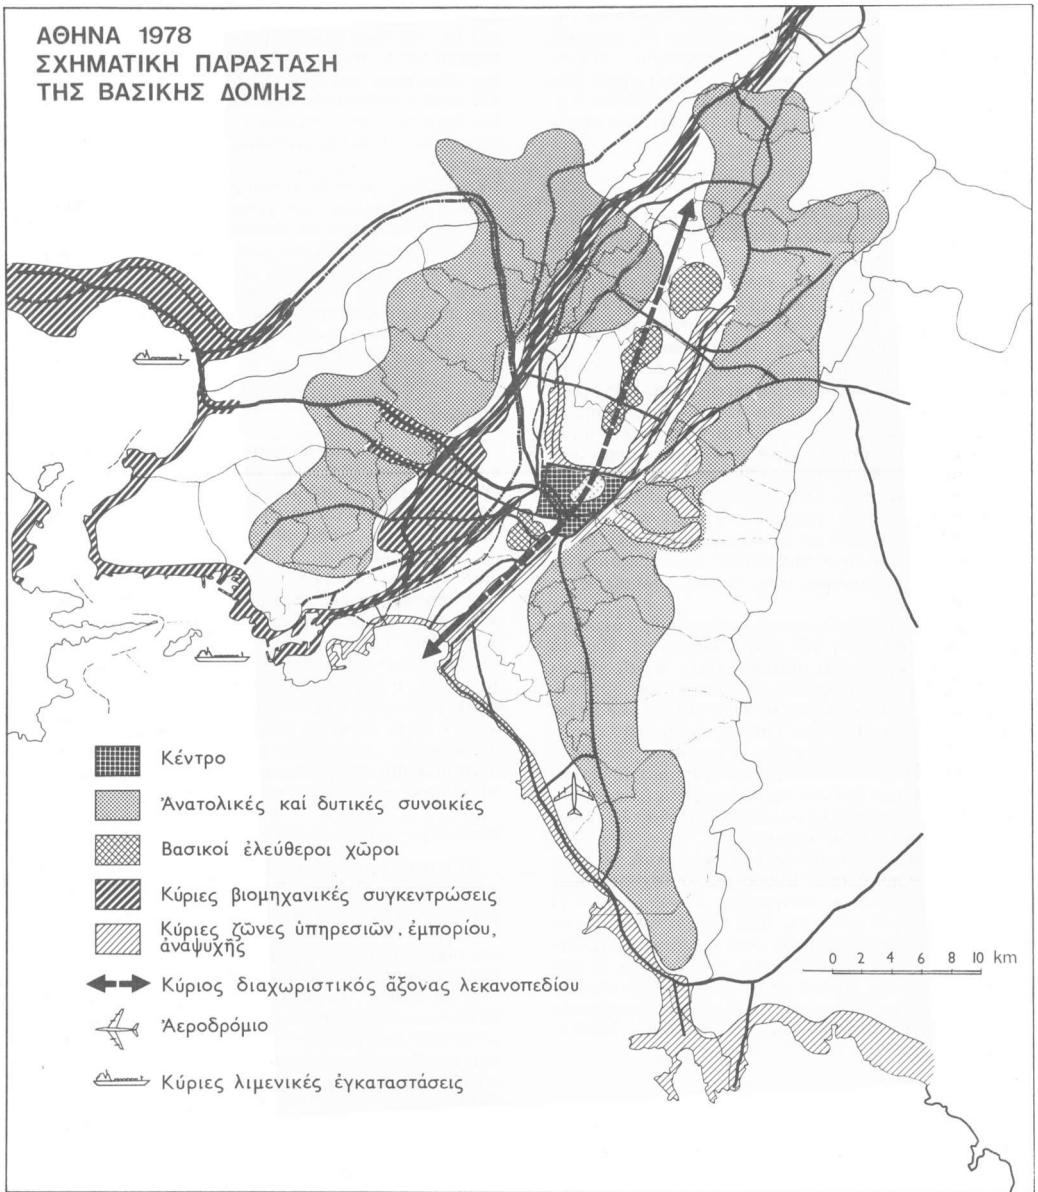 ΑΘΗΝΑ 1978
ΣΧΗΜΑΤΙΚΗ ΠΑΡΑΣΤΑΣΗ
ΤΗΣ ΒΑΣΙΚΗΣ ΔΟΜΗΣ
Κέντρο
Ἀνατολικές καί δυτικές συνοικίες
Βασικοί ἐλεύθεροι χῶροι
Κύριες βιομηχανικές συγκεντρώσεις
Κύριες ζῶνες ὑπηρεσιῶν, ἐμπορίου,
ἀναψυχῆς
0 2 4 6 8 10 km
Κύριος διαχωριστικός ἄξονας λεκανοπεδίου
Ἀεροδρόμιο
Κύριες λιμενικές ἐγκαταστάσεις